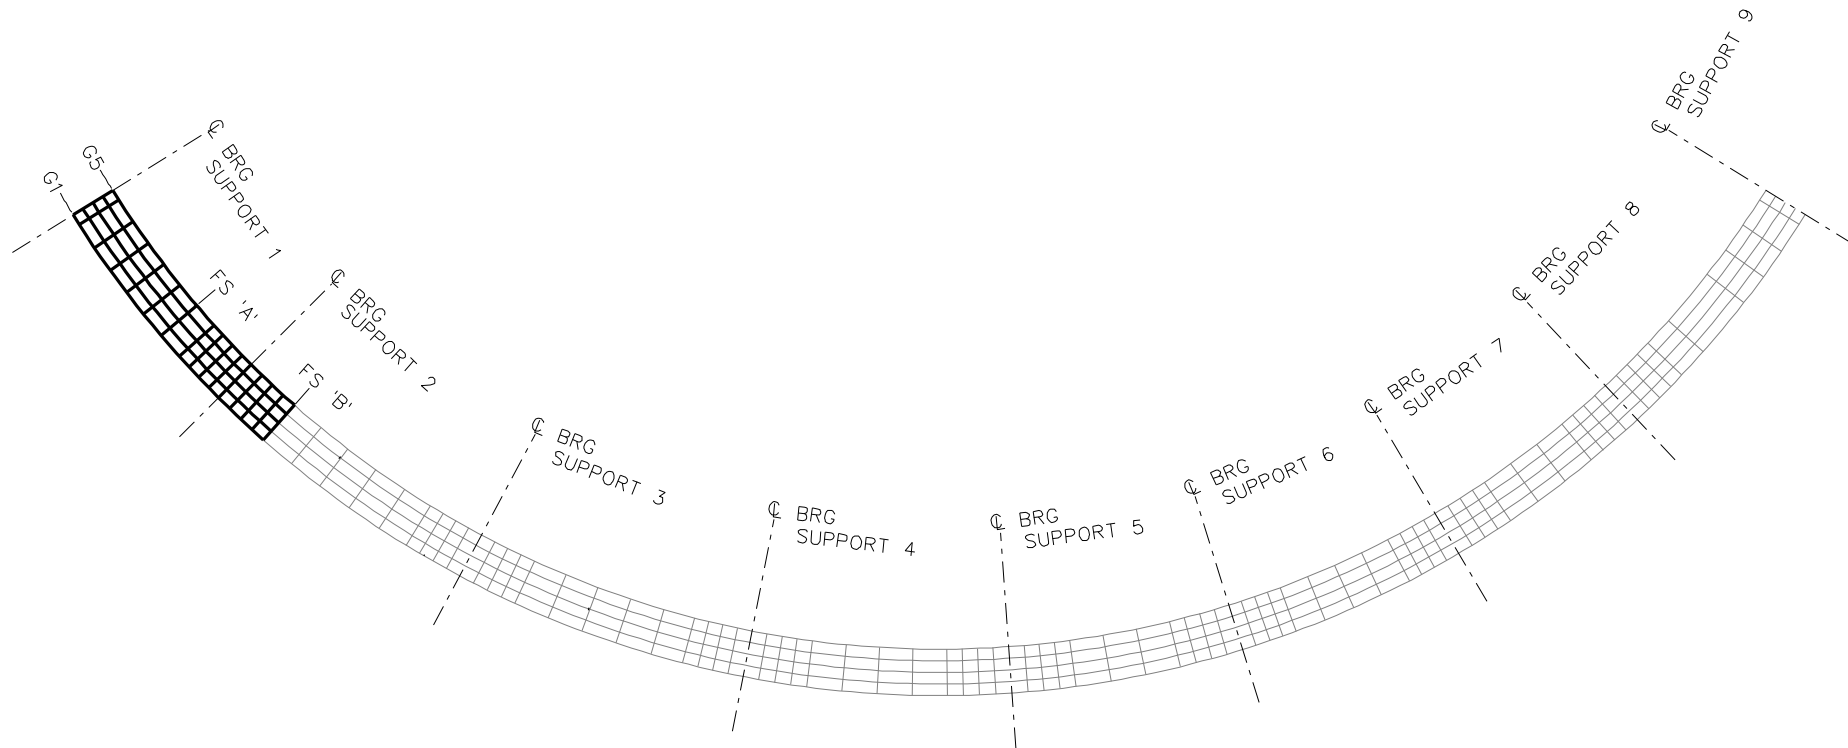 G1
G5
℄ BRG
SUPPORT 1
FS 'A'
℄ BRG
SUPPORT 2
FS 'B'
℄ BRG
SUPPORT 3
℄ BRG
SUPPORT 4
℄ BRG
SUPPORT 5
℄ BRG
SUPPORT 6
℄ BRG
SUPPORT 7
℄ BRG
SUPPORT 8
℄ BRG
SUPPORT 9